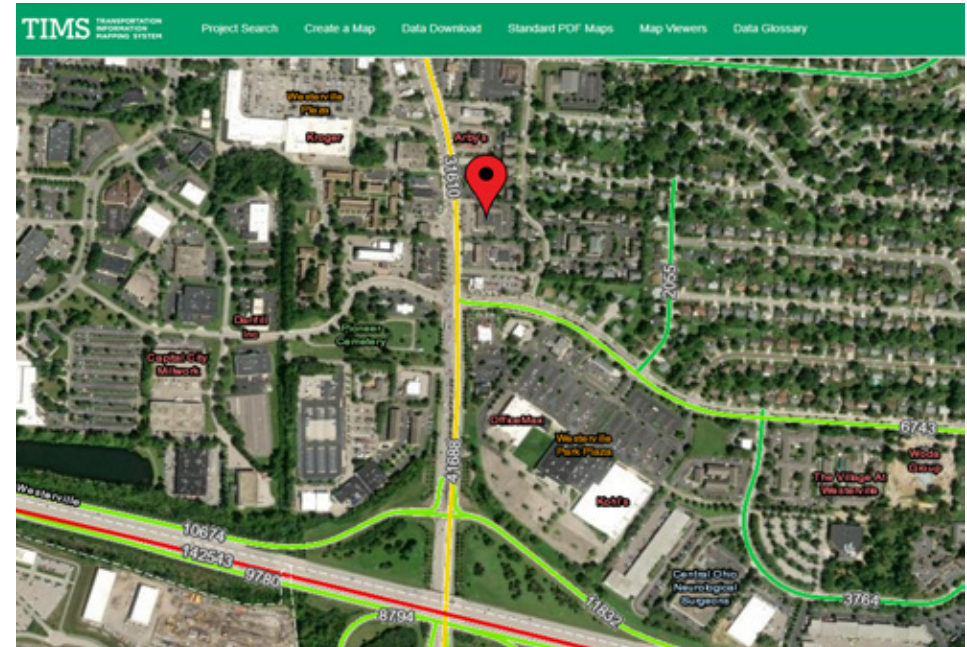 TIMS TRANSPORTATION
INFORMATION
MAPPING SYSTEM
Project Search
Create a Map
Data Download
Standard PDF Maps
Map Viewers
Data Glossary
Westerville
Plaza
Kroger
Arby's
31610
2055
Danfill
Inc
Pioneer
Cemetery
Capital City
Millwork
OfficeMax
Westerville
Park Plaza
6743
Woda
Group
41688
The Village At
Westerville
Kohl's
Westerville
10674
142543
9780
Central Ohio
Neurological
Surgeons
11832
3764
8794